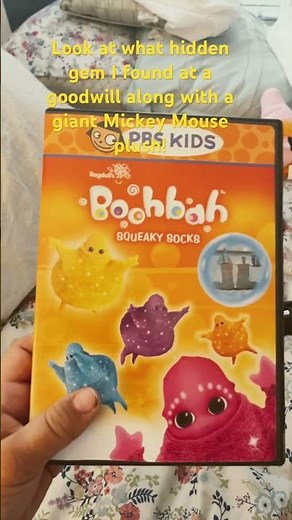 Look at what hidden
gem I found at a
goodwill along with a
giant Mickey Mouse
plush!
PBS KIDS
Ragdoll's
Boohbah
SQUEAKY SOCKS